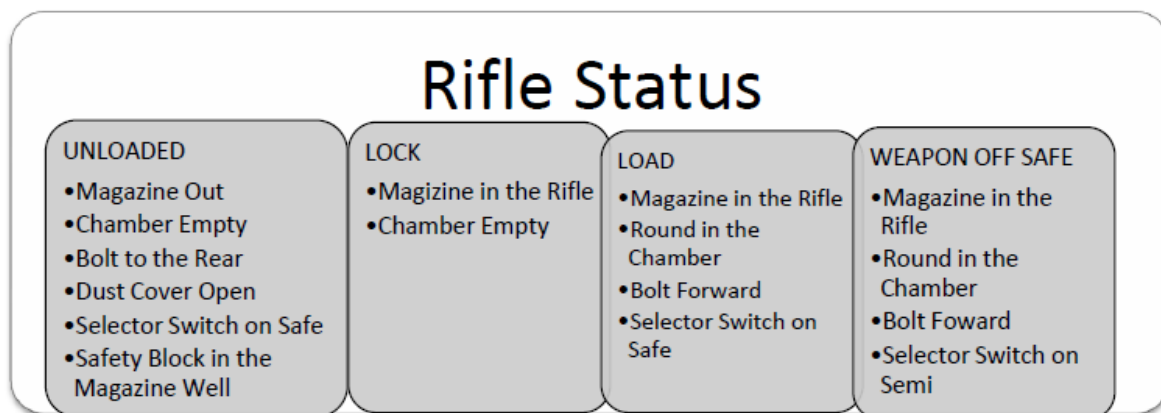 Rifle Status
UNLOADED
•Magazine Out
•Chamber Empty
•Bolt to the Rear
•Dust Cover Open
•Selector Switch on Safe
•Safety Block in the
Magazine Well
LOCK
•Magizine in the Rifle
•Chamber Empty
LOAD
•Magazine in the Rifle
•Round in the
Chamber
•Bolt Forward
•Selector Switch on
Safe
WEAPON OFF SAFE
•Magazine in the
Rifle
•Round in the
Chamber
•Bolt Foward
•Selector Switch on
Semi